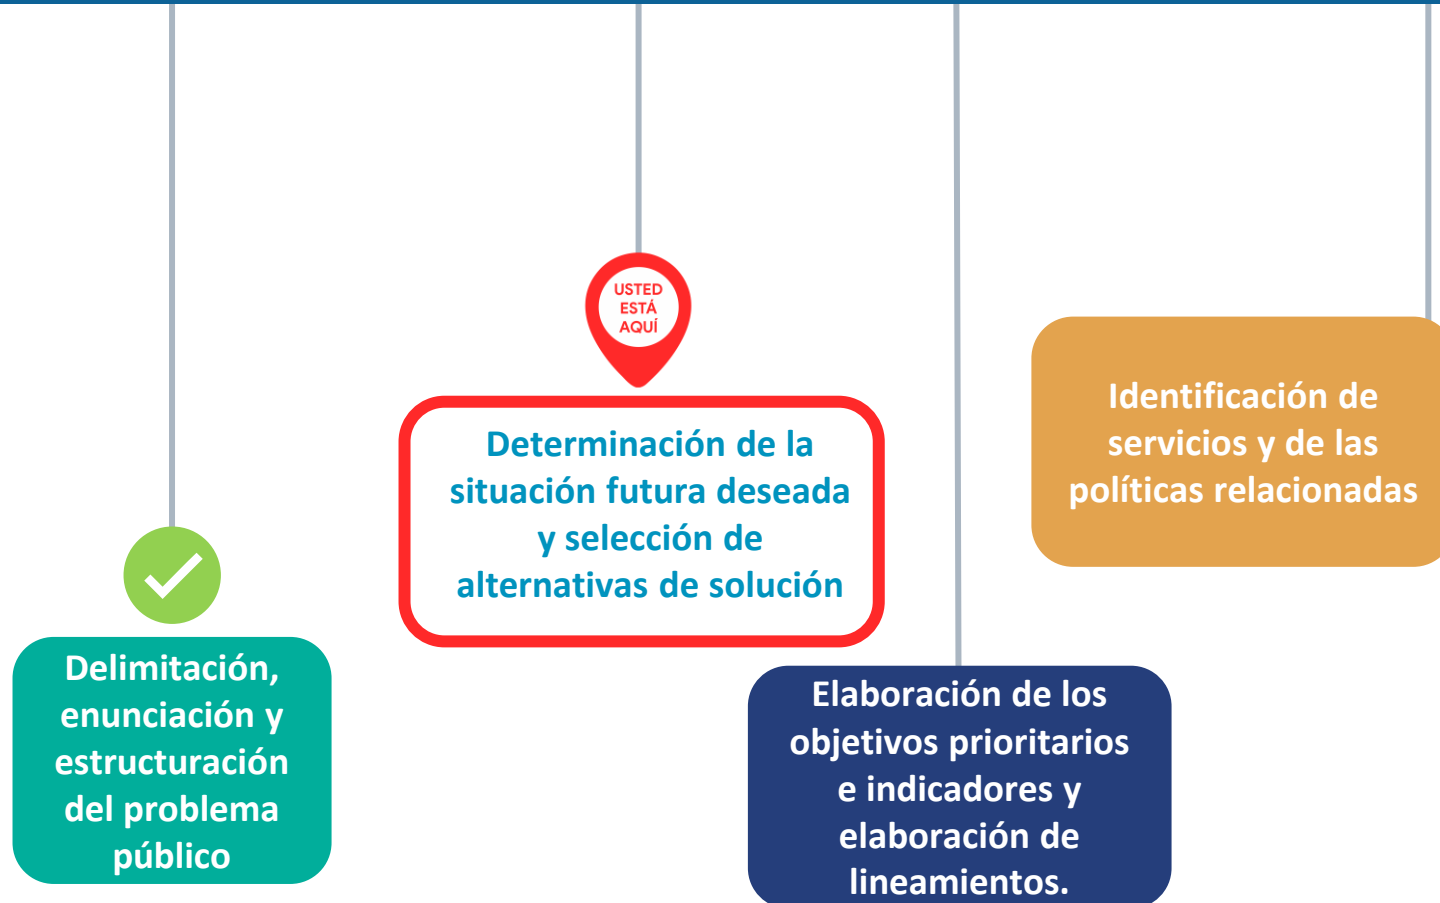 Delimitación,
enunciación y
estructuración
del problema
público
USTED
ESTÁ
AQUÍ
Determinación de la
situación futura deseada
y selección de
alternativas de solución
Elaboración de los
objetivos prioritarios
e indicadores y
elaboración de
lineamientos.
Identificación de
servicios y de las
políticas relacionadas